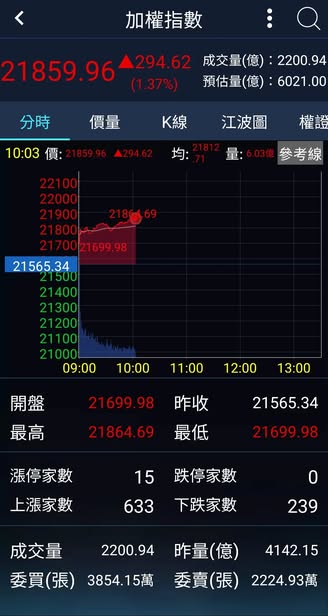 加權指數
21859.96 ▲294.62 (1.37%)
成交量(億)：2200.94
預估量(億)：6021.00
分時 價量 K線 江波圖 權證
10:03 價: 21859.96 ▲294.62 均: 21812.71 量: 6.03億 參考線
22100
22000
21900
21864.69
21800
21700
21699.98
21565.34
21500
21400
21300
21200
21100
21000
09:00 10:00 11:00 12:00 13:00
開盤 21699.98 昨收 21565.34
最高 21864.69 最低 21699.98
漲停家數 15 跌停家數 0
上漲家數 633 下跌家數 239
成交量 2200.94 昨量(億) 4142.15
委買(張) 3854.15萬 委賣(張) 2224.93萬